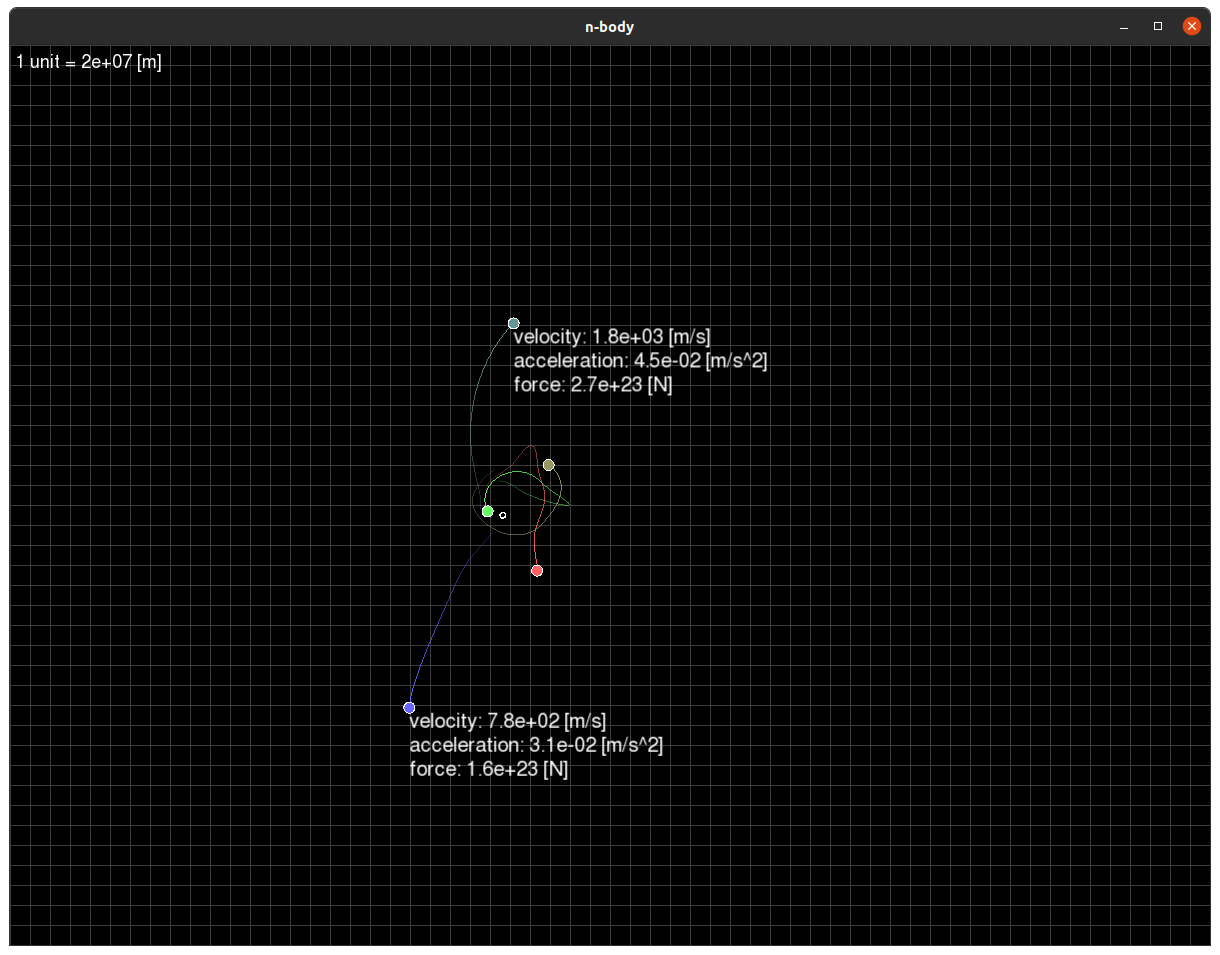 n-body
1 unit = 2e+07 [m]
velocity: 1.8e+03 [m/s]
acceleration: 4.5e-02 [m/s^2]
force: 2.7e+23 [N]
velocity: 7.8e+02 [m/s]
acceleration: 3.1e-02 [m/s^2]
force: 1.6e+23 [N]